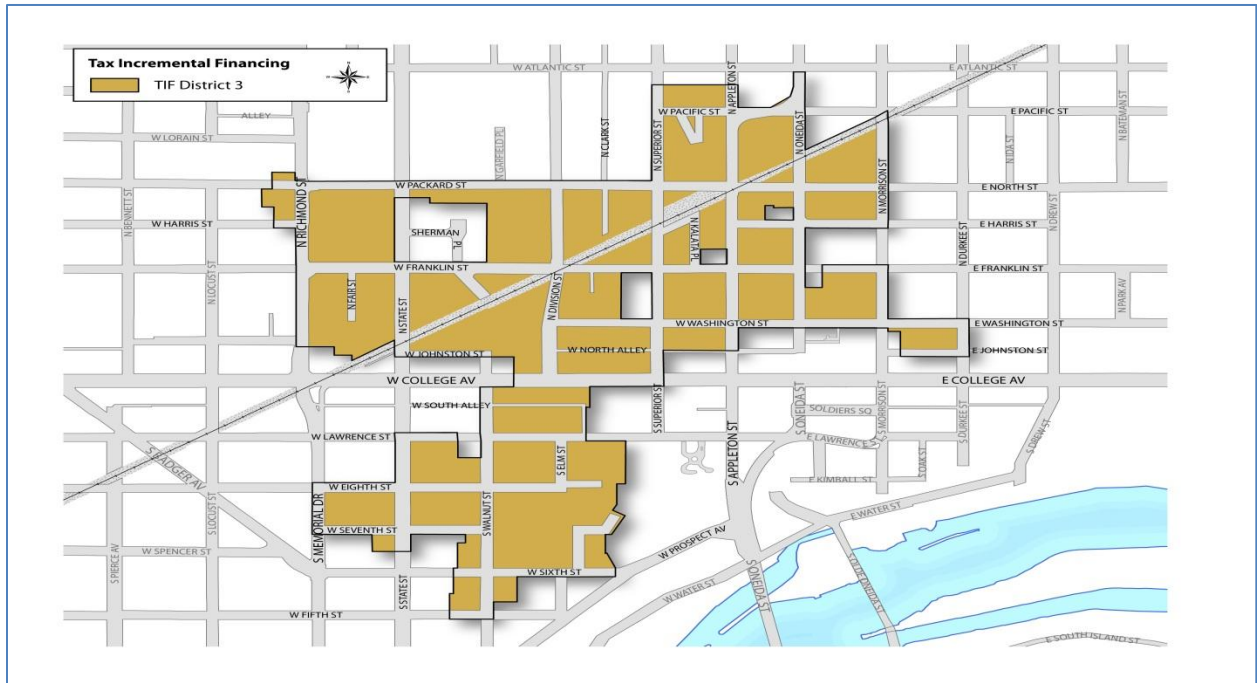 Tax Incremental Financing
TIF District 3
W ATLANTIC ST
E ATLANTIC ST
N APPLETON ST
ALLEY
W LORAIN ST
N GARFIELD PL
N CLARK ST
N SUPERIOR ST
W PACIFIC ST
N ONEIDA ST
E PACIFIC ST
N IDA ST
N BATEMAN ST
N BENNETT ST
N RICHMOND ST
W PACKARD ST
N MORRISON ST
E NORTH ST
W HARRIS ST
SHERMAN
PL
N KALATA PL
E HARRIS ST
N DREW ST
N DURKEE ST
N LOCUST ST
W FRANKLIN ST
E FRANKLIN ST
N FAIR ST
N STATE ST
N DIVISION ST
N PARK AV
W WASHINGTON ST
E WASHINGTON ST
W JOHNSTON ST
W NORTH ALLEY
E JOHNSTON ST
W COLLEGE AV
E COLLEGE AV
W SOUTH ALLEY
S SUPERIOR ST
S ONEIDA ST
SOLDIERS SQ
S MORRISON ST
S DURKEE ST
S DREW ST
W LAWRENCE ST
E LAWRENCE
S BADGER AV
S ELM ST
S APPLETON ST
S OAK ST
W EIGHTH ST
E KIMBALL ST
S LOCUST ST
S MEMORIAL DR
S WALNUT ST
E WATER ST
W SEVENTH ST
W PROSPECT AV
S PIERCE AV
W SPENCER ST
S STATE ST
W SIXTH ST
W WATER ST
S ONEIDA ST
S OLDE ONEIDA ST
W FIFTH ST
E SOUTH ISLAND ST